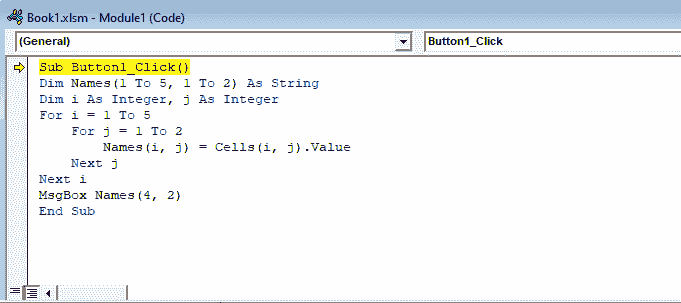 Book1.xlsm - Module1 (Code)
(General) Button1_Click
Sub Button1_Click()
Dim Names(1 To 5, 1 To 2) As String
Dim i As Integer, j As Integer
For i = 1 To 5
    For j = 1 To 2
        Names(i, j) = Cells(i, j).Value
    Next j
Next i
MsgBox Names(4, 2)
End Sub